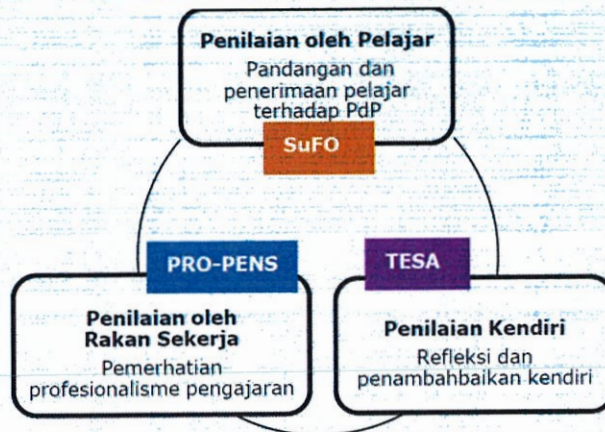 Penilaian oleh Pelajar
Pandangan dan
penerimaan pelajar
terhadap PdP
SuFO
PRO-PENS
TESA
Penilaian oleh
Rakan Sekerja
Pemerhatian
profesionalisme pengajaran
Penilaian Kendiri
Refleksi dan
penambahbaikan kendiri